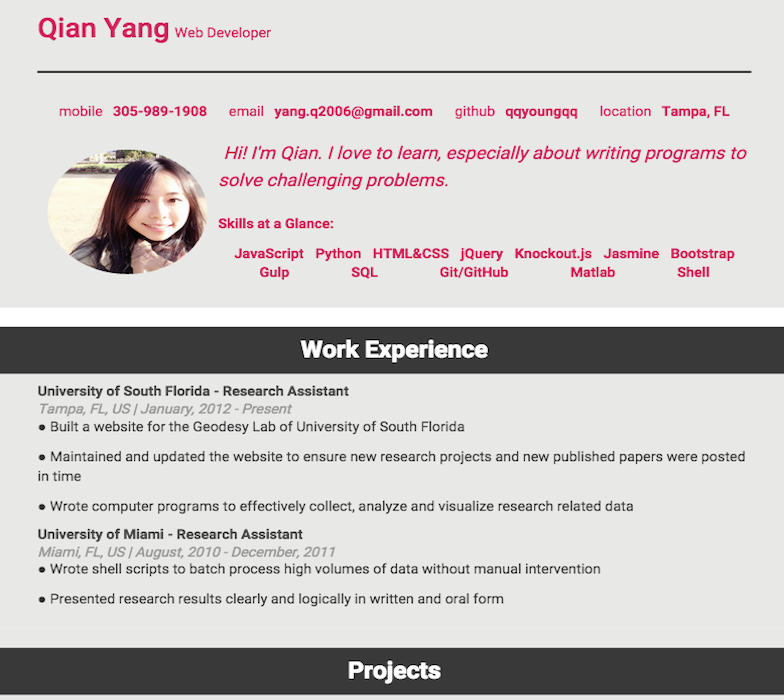 Qian Yang Web Developer
mobile 305-989-1908 email yang.q2006@gmail.com github qqyoungqq location Tampa, FL
Hi! I'm Qian. I love to learn, especially about writing programs to
solve challenging problems.
Skills at a Glance:
JavaScript Python HTML&CSS jQuery Knockout.js Jasmine Bootstrap
Gulp SQL Git/GitHub Matlab Shell
Work Experience
University of South Florida - Research Assistant
Tampa, FL, US | January, 2012 - Present
● Built a website for the Geodesy Lab of University of South Florida
● Maintained and updated the website to ensure new research projects and new published papers were posted
in time
● Wrote computer programs to effectively collect, analyze and visualize research related data
University of Miami - Research Assistant
Miami, FL, US | August, 2010 - December, 2011
● Wrote shell scripts to batch process high volumes of data without manual intervention
● Presented research results clearly and logically in written and oral form
Projects